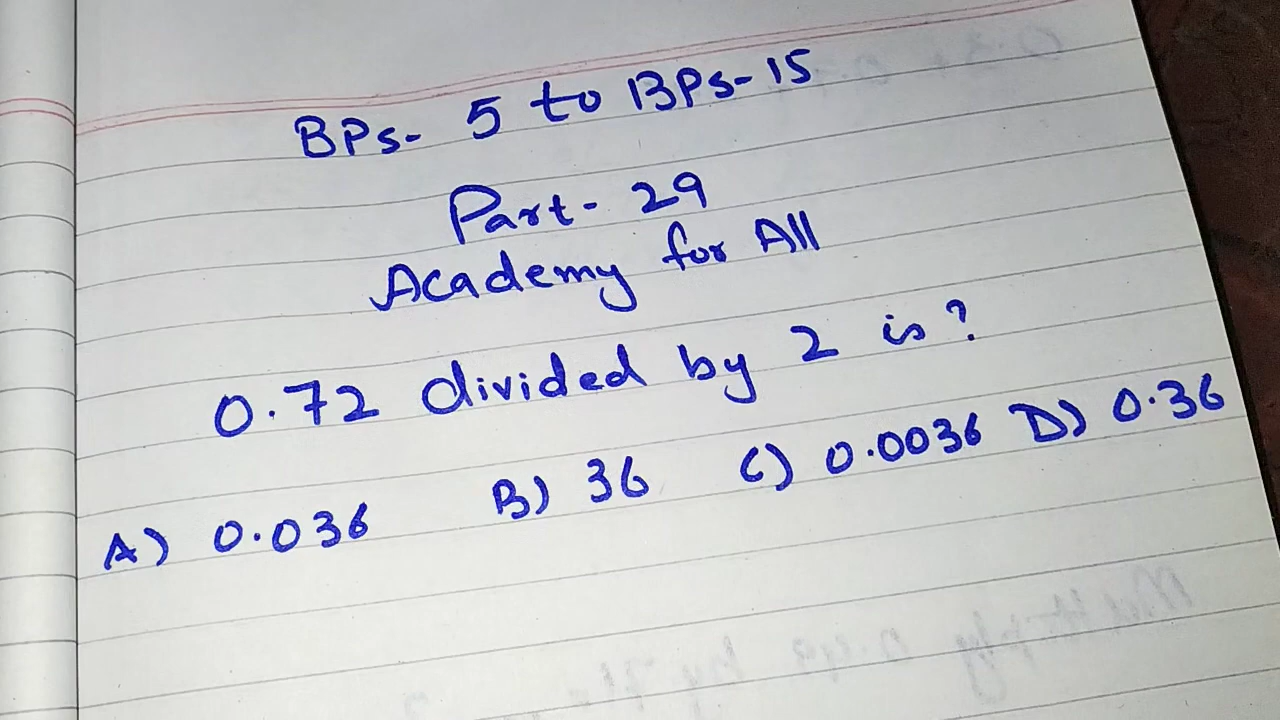 BPs- 5 to BPs-15
Part- 29
Academy for All
0.72 divided by 2 is?
A) 0.036 B) 36 C) 0.0036 D) 0.36